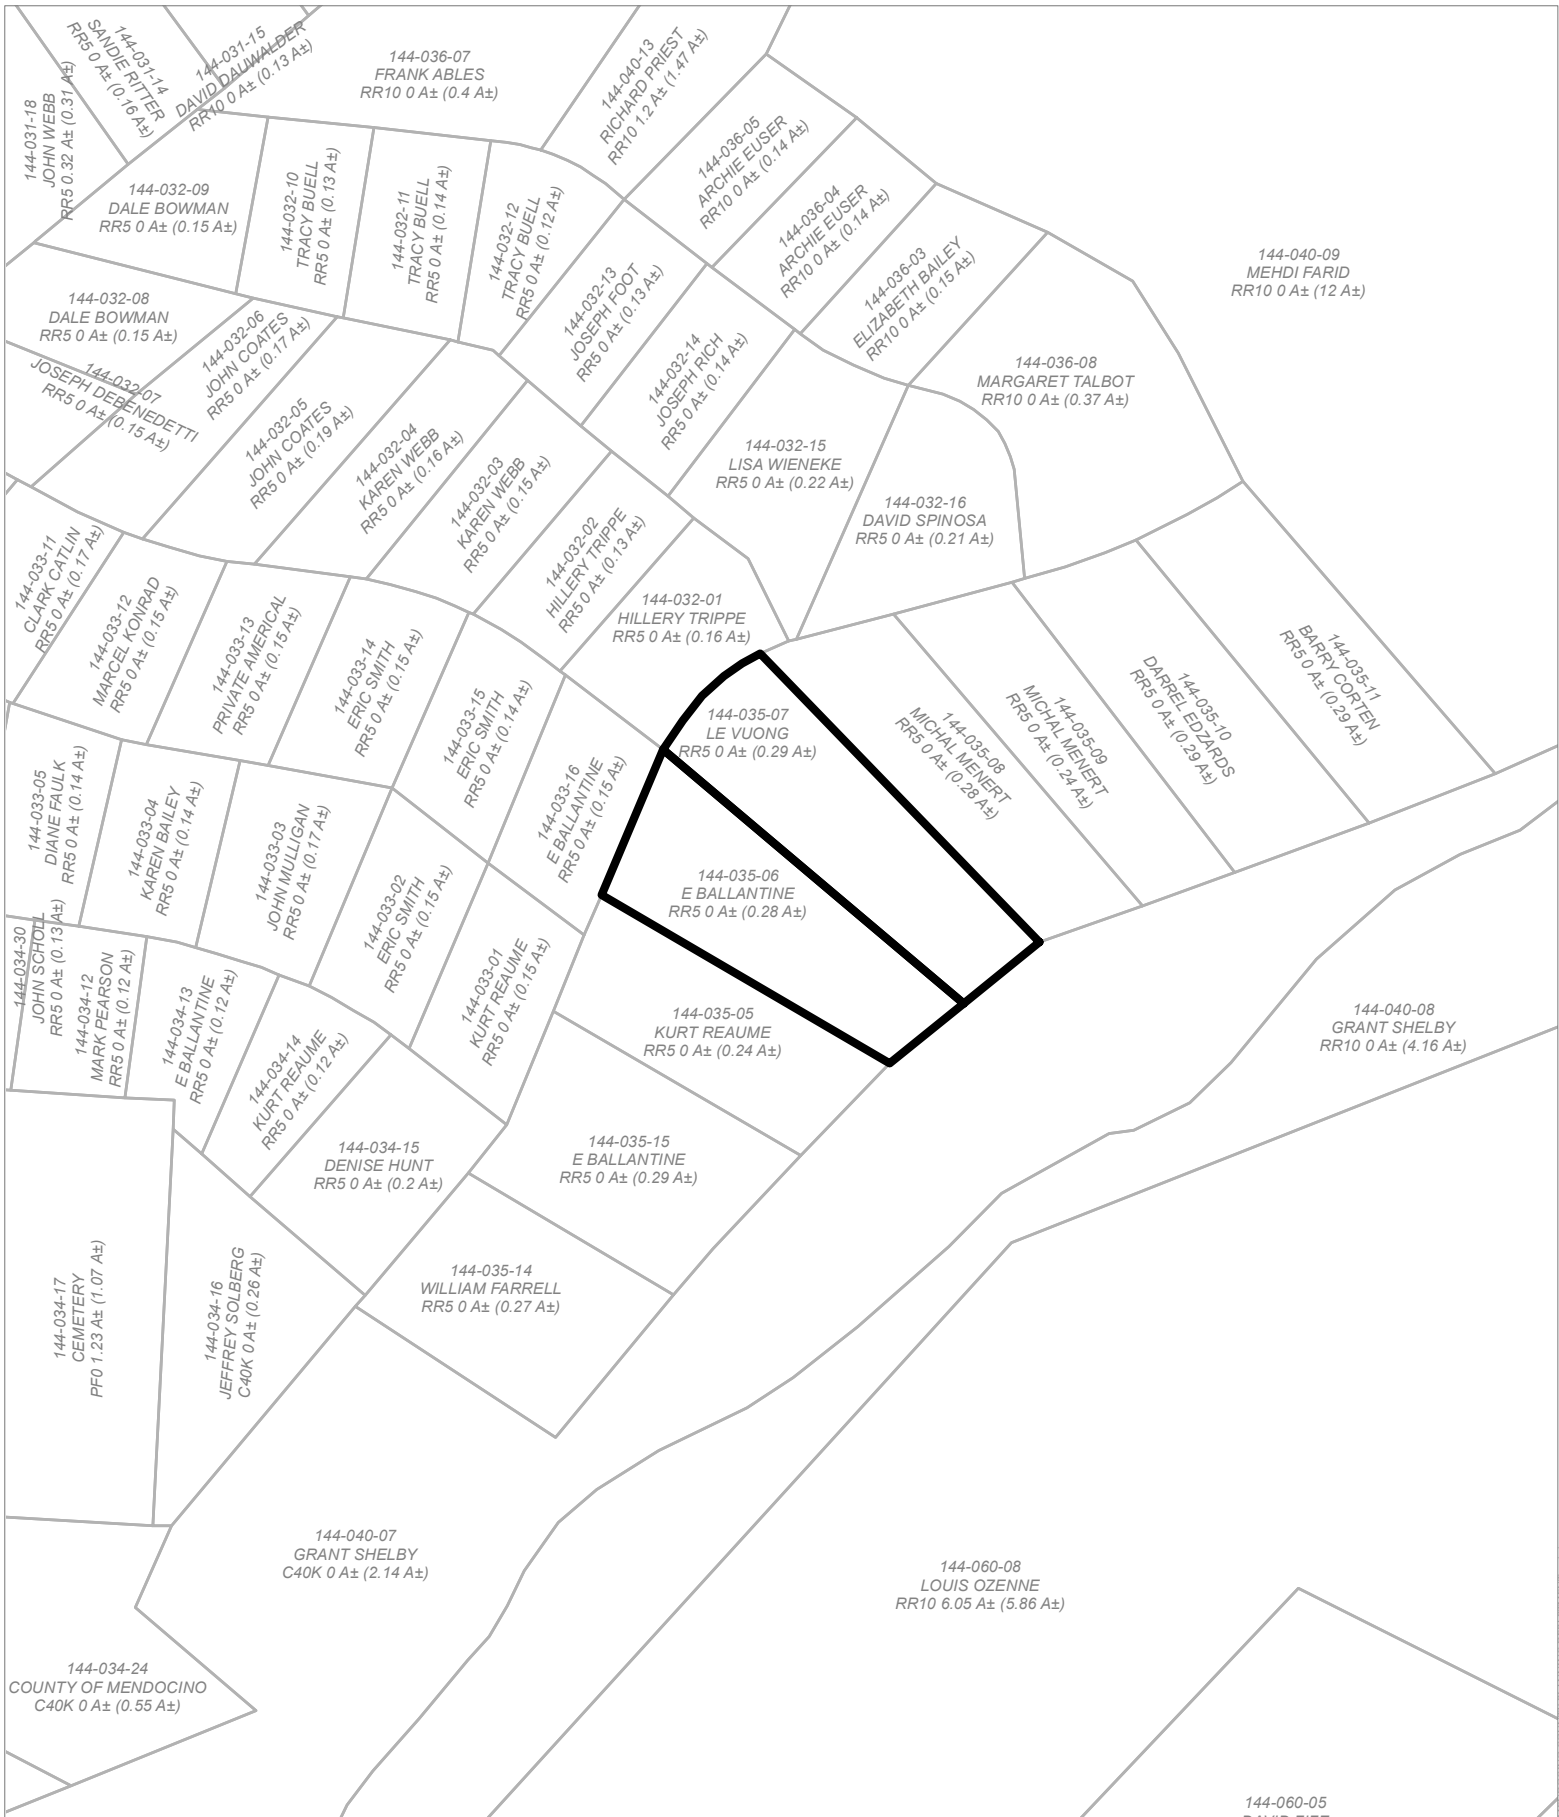 144-031-18
JOHN WEBB
RR5 0.32 A± (0.31 A±)
144-031-14
SANDIE RITTER
RR5 0 A± (0.16 A±)
144-031-15
DAVID DAUWALDER
RR10 0 A± (0.13 A±)
144-036-07
FRANK ABLES
RR10 0 A± (0.4 A±)
144-040-13
RICHARD PRIEST
RR10 1.2 A± (1.47 A±)
144-036-05
ARCHIE EUSER
RR10 0 A± (0.14 A±)
144-036-04
ARCHIE EUSER
RR10 0 A± (0.14 A±)
144-036-03
ELIZABETH BAILEY
RR10 0 A± (0.15 A±)
144-040-09
MEHDI FARID
RR10 0 A± (12 A±)
144-032-09
DALE BOWMAN
RR5 0 A± (0.15 A±)
144-032-10
TRACY BUELL
RR5 0 A± (0.13 A±)
144-032-11
TRACY BUELL
RR5 0 A± (0.14 A±)
144-032-12
TRACY BUELL
RR5 0 A± (0.12 A±)
144-032-13
JOSEPH FOOT
RR5 0 A± (0.13 A±)
144-032-14
JOSEPH RICH
RR5 0 A± (0.14 A±)
144-036-08
MARGARET TALBOT
RR10 0 A± (0.37 A±)
144-032-08
DALE BOWMAN
RR5 0 A± (0.15 A±)
144-032-06
JOHN COATES
RR5 0 A± (0.17 A±)
144-032-07
JOSEPH DEBENEDETTI
RR5 0 A± (0.15 A±)
144-032-05
JOHN COATES
RR5 0 A± (0.19 A±)
144-032-04
KAREN WEBB
RR5 0 A± (0.16 A±)
144-032-03
KAREN WEBB
RR5 0 A± (0.15 A±)
144-032-02
HILLERY TRIPPE
RR5 0 A± (0.13 A±)
144-032-15
LISA WIENEKE
RR5 0 A± (0.22 A±)
144-032-16
DAVID SPINOSA
RR5 0 A± (0.21 A±)
144-032-01
HILLERY TRIPPE
RR5 0 A± (0.16 A±)
144-033-11
CLARK CATLIN
RR5 0 A± (0.17 A±)
144-033-12
MARCEL KONRAD
RR5 0 A± (0.15 A±)
144-033-13
PRIVATE AMERICAL
RR5 0 A± (0.15 A±)
144-033-14
ERIC SMITH
RR5 0 A± (0.15 A±)
144-033-15
ERIC SMITH
RR5 0 A± (0.14 A±)
144-033-16
E BALLANTINE
RR5 0 A± (0.15 A±)
144-035-07
LE VUONG
RR5 0 A± (0.29 A±)
144-035-08
MICHAL MENERT
RR5 0 A± (0.28 A±)
144-035-09
MICHAL MENERT
RR5 0 A± (0.24 A±)
144-035-10
DARREL EDZARDS
RR5 0 A± (0.29 A±)
144-035-11
BARRY CORTEN
RR5 0 A± (0.29 A±)
144-033-05
DIANE FAULK
RR5 0 A± (0.14 A±)
144-033-04
KAREN BAILEY
RR5 0 A± (0.14 A±)
144-033-03
JOHN MULLIGAN
RR5 0 A± (0.17 A±)
144-033-02
ERIC SMITH
RR5 0 A± (0.15 A±)
144-033-01
KURT REAUME
RR5 0 A± (0.15 A±)
144-035-06
E BALLANTINE
RR5 0 A± (0.28 A±)
144-034-30
JOHN SCHOLL
RR5 0 A± (0.13 A±)
144-034-12
MARK PEARSON
RR5 0 A± (0.12 A±)
144-034-13
E BALLANTINE
RR5 0 A± (0.12 A±)
144-034-14
KURT REAUME
RR5 0 A± (0.12 A±)
144-035-05
KURT REAUME
RR5 0 A± (0.24 A±)
144-040-08
GRANT SHELBY
RR10 0 A± (4.16 A±)
144-034-15
DENISE HUNT
RR5 0 A± (0.2 A±)
144-035-15
E BALLANTINE
RR5 0 A± (0.29 A±)
144-034-17
CEMETERY
PF0 1.23 A± (1.07 A±)
144-034-16
JEFFREY SOLBERG
C40K 0 A± (0.26 A±)
144-035-14
WILLIAM FARRELL
RR5 0 A± (0.27 A±)
144-040-07
GRANT SHELBY
C40K 0 A± (2.14 A±)
144-060-08
LOUIS OZENNE
RR10 6.05 A± (5.86 A±)
144-034-24
COUNTY OF MENDOCINO
C40K 0 A± (0.55 A±)
144-060-05